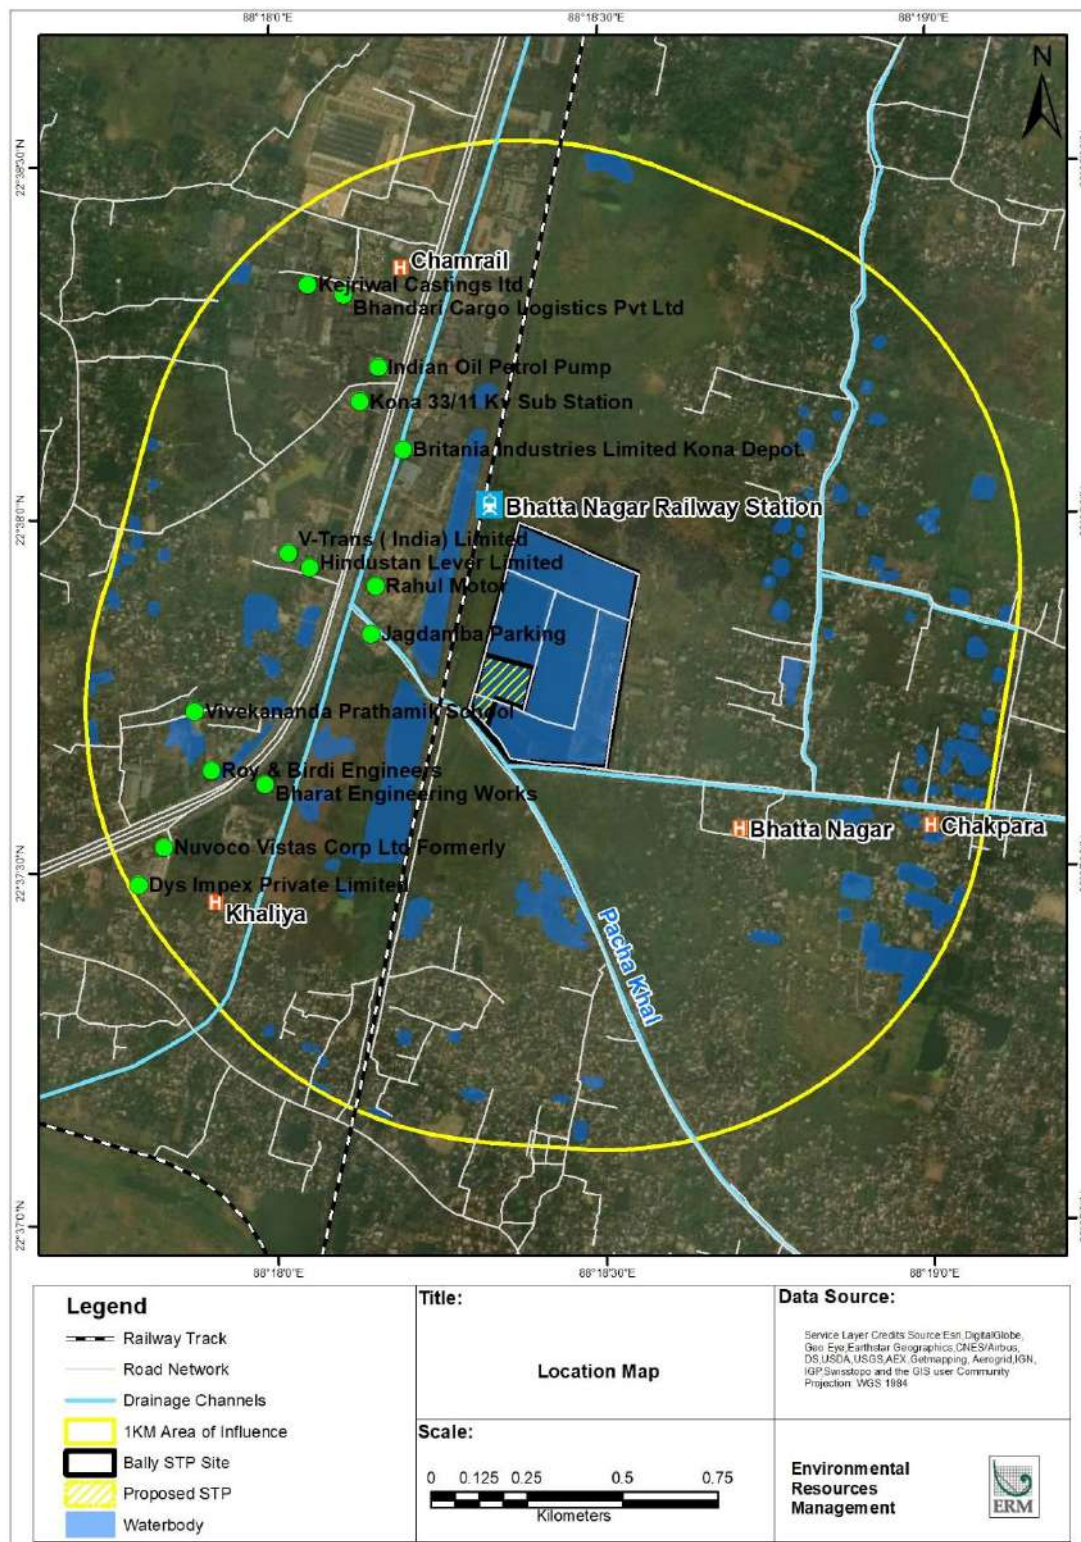 88°18'0"E
88°18'30"E
88°19'0"E
N
22°38'30"N
Chamrail
Kejriwal Castings ltd
Bhandari Cargo Logistics Pvt Ltd
Indian Oil Petrol Pump
Kona 33/11 Kv Sub Station
Britania Industries Limited Kona Depot.
22°38'0"N
Bhatta Nagar Railway Station
V-Trans ( India) Limited
Hindustan Lever Limited
Rahul Motor
Jagdamba Parking
Vivekananda Prathamik School
Roy & Birdi Engineers
Bharat Engineering Works
Bhatta Nagar
Chakpara
Nuvoco Vistas Corp Ltd Formerly
22°37'30"N
Dys Impex Private Limited
Khaliya
Pacha Khal
22°37'0"N
88°18'0"E
88°18'30"E
88°19'0"E
Legend
Railway Track
Road Network
Drainage Channels
1KM Area of Influence
Bally STP Site
Proposed STP
Waterbody
Title:
Location Map
Scale:
0 0.125 0.25 0.5 0.75
Kilometers
Data Source:
Service Layer Credits:Source:Esri,DigitalGlobe,
Geo Eye,Earthstar Geographics,CNES/Airbus,
DS,USDA,USGS,AEX,Getmapping, Aerogrid,IGN,
IGP,Swisstopo and the GIS user Community
Projection: WGS 1984
Environmental
Resources
Management
ERM